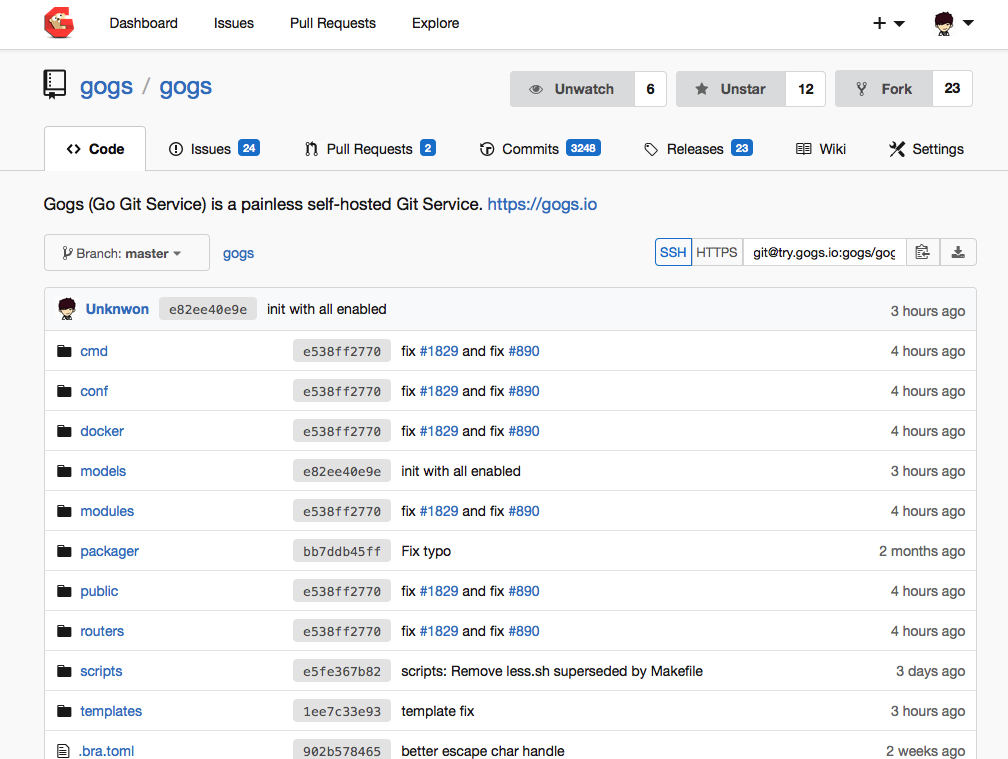 Dashboard Issues Pull Requests Explore
gogs / gogs
Unwatch 6 Unstar 12 Fork 23
Code Issues 24 Pull Requests 2 Commits 3248 Releases 23 Wiki Settings
Gogs (Go Git Service) is a painless self-hosted Git Service. https://gogs.io
Branch: master gogs SSH HTTPS git@try.gogs.io:gogs/gog
Unknwon e82ee40e9e init with all enabled 3 hours ago
cmd e538ff2770 fix #1829 and fix #890 4 hours ago
conf e538ff2770 fix #1829 and fix #890 4 hours ago
docker e538ff2770 fix #1829 and fix #890 4 hours ago
models e82ee40e9e init with all enabled 3 hours ago
modules e538ff2770 fix #1829 and fix #890 4 hours ago
packager bb7ddb45ff Fix typo 2 months ago
public e538ff2770 fix #1829 and fix #890 4 hours ago
routers e538ff2770 fix #1829 and fix #890 4 hours ago
scripts e5fe367b82 scripts: Remove less.sh superseded by Makefile 3 days ago
templates 1ee7c33e93 template fix 3 hours ago
.bra.toml 902b578465 better escape char handle 2 weeks ago